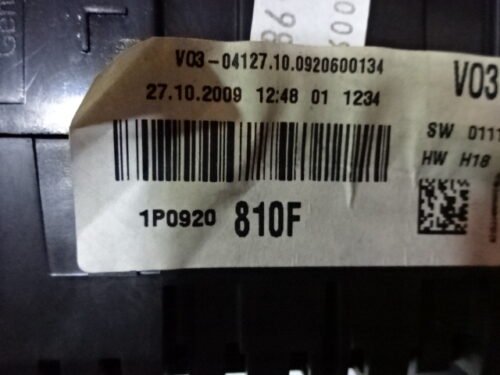 V03-04127.10.0920600134
V03
27.10.2009 12:48 01 1234
SW 0111
HW H18
1P0920 810F